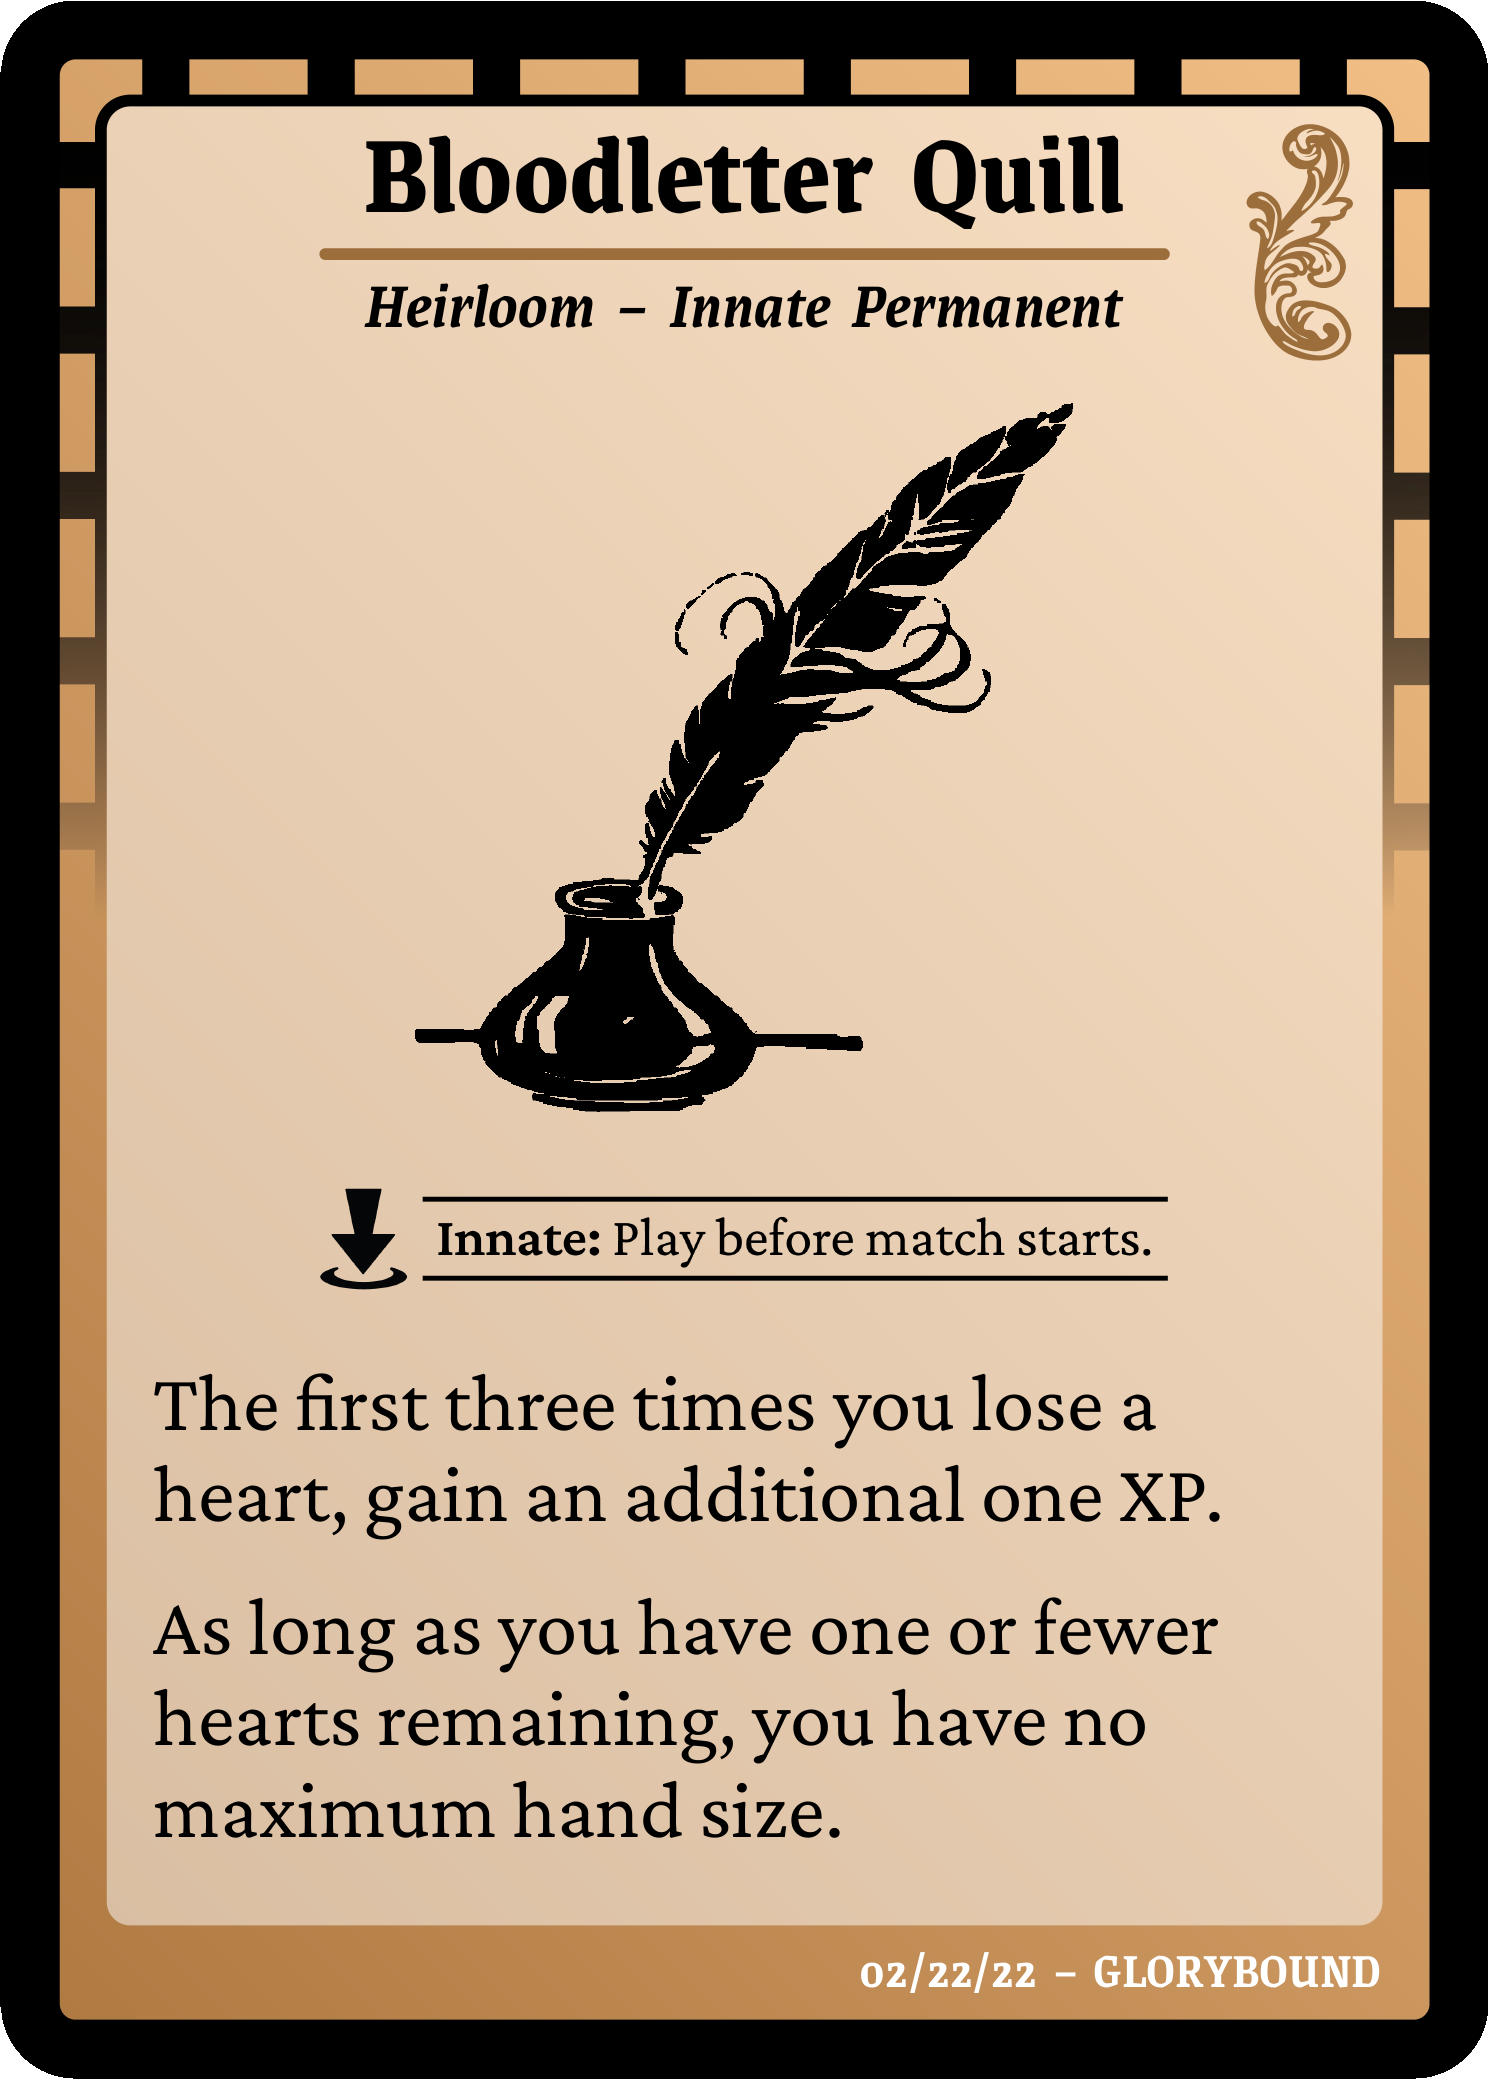 Bloodletter Quill
Heirloom – Innate Permanent
Innate: Play before match starts.
The first three times you lose a
heart, gain an additional one XP.
As long as you have one or fewer
hearts remaining, you have no
maximum hand size.
02/22/22 – GLORYBOUND